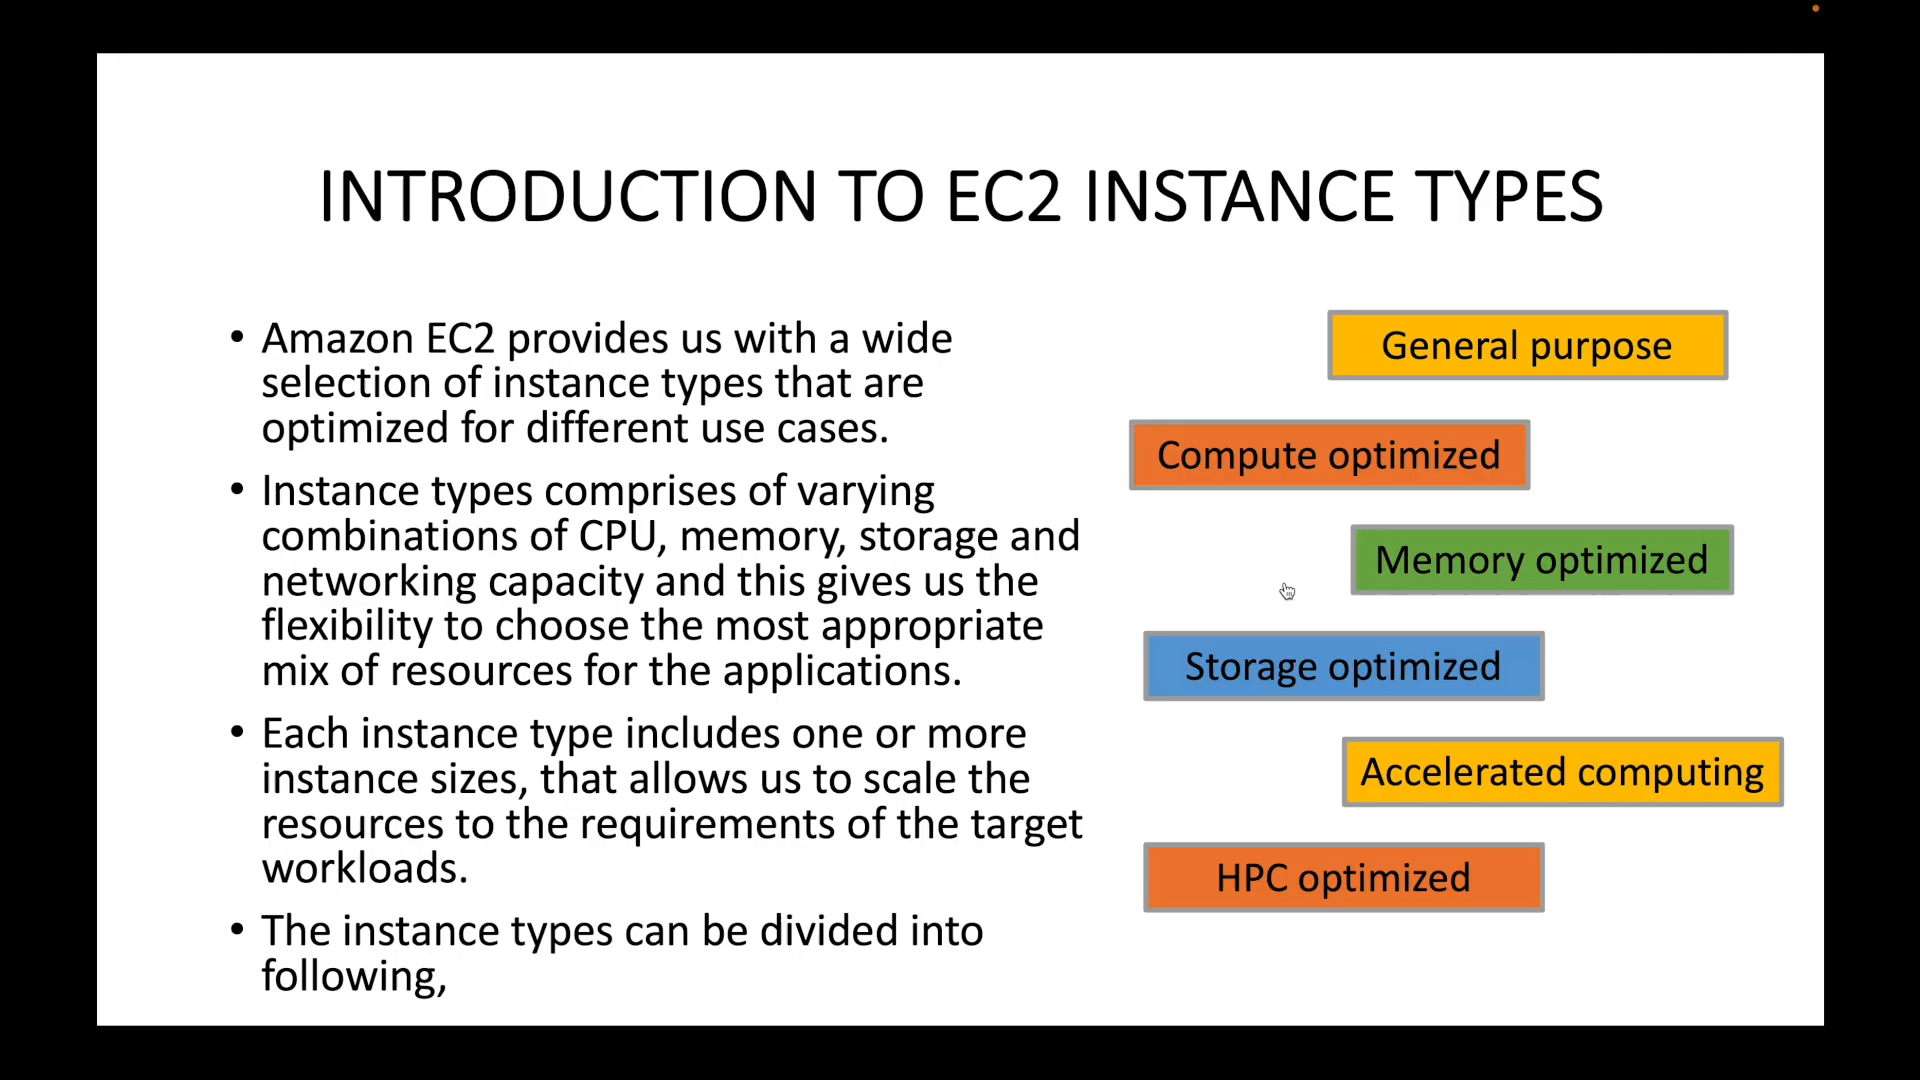 INTRODUCTION TO EC2 INSTANCE TYPES
• Amazon EC2 provides us with a wide
selection of instance types that are
optimized for different use cases.
• Instance types comprises of varying
combinations of CPU, memory, storage and
networking capacity and this gives us the
flexibility to choose the most appropriate
mix of resources for the applications.
• Each instance type includes one or more
instance sizes, that allows us to scale the
resources to the requirements of the target
workloads.
• The instance types can be divided into
following,
General purpose
Compute optimized
Memory optimized
Storage optimized
Accelerated computing
HPC optimized